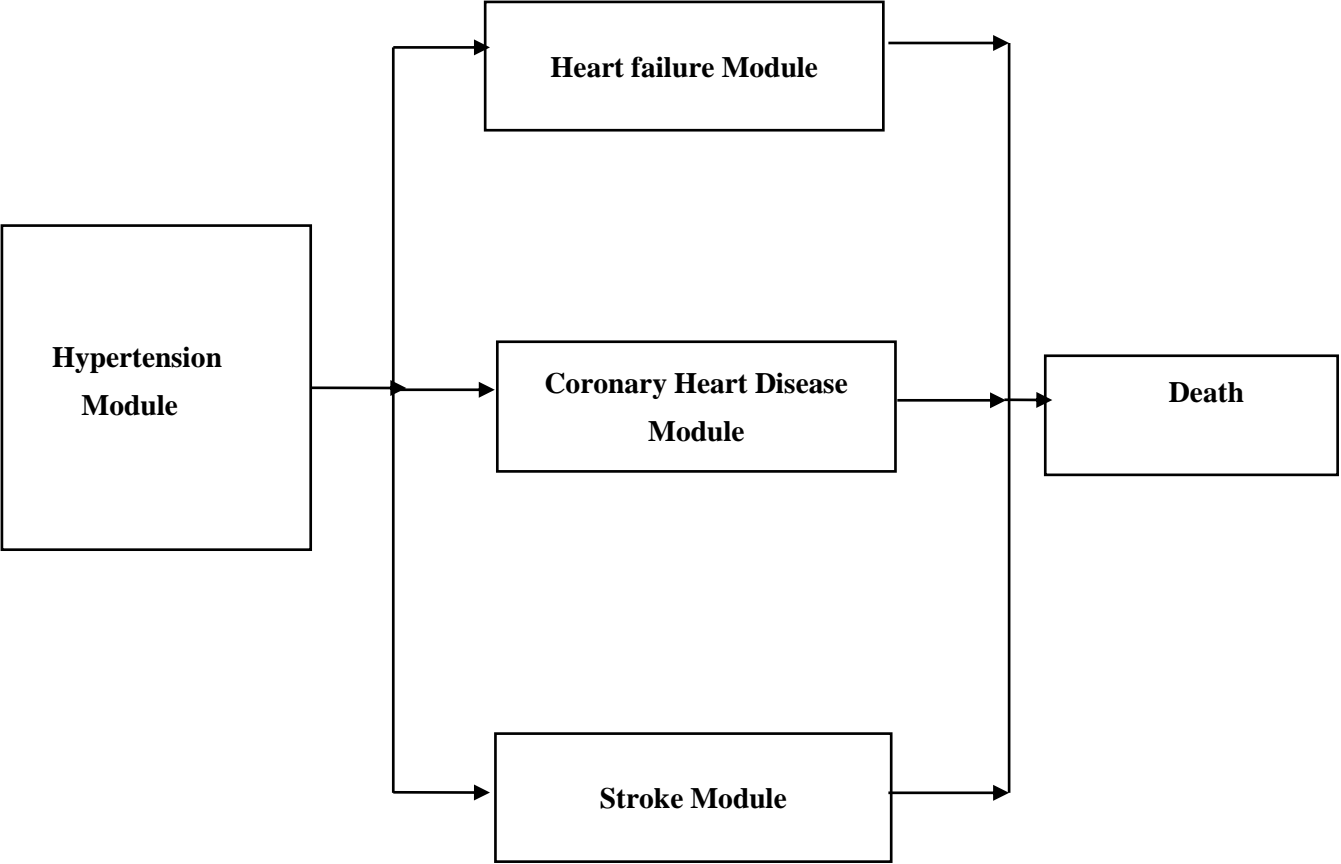 Heart failure Module
Hypertension
Module
Coronary Heart Disease
Module
Death
Stroke Module